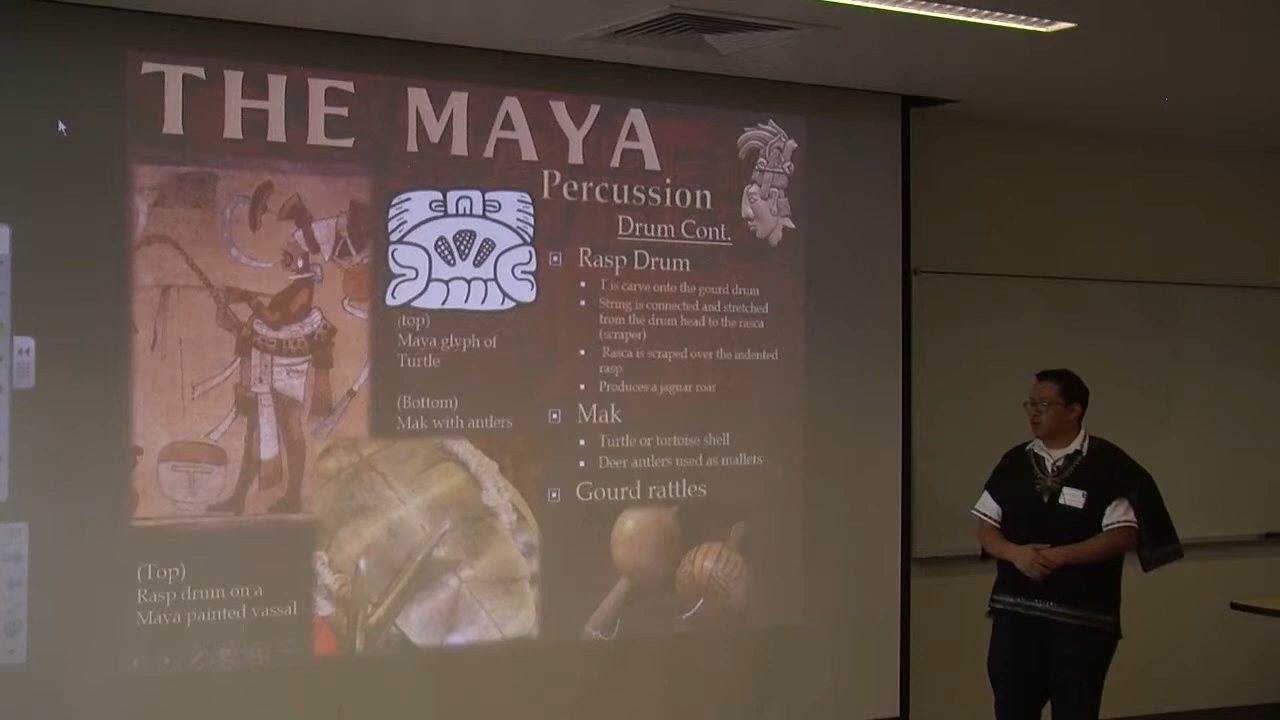 THE MAYA
Percussion
Drum Cont.
Rasp Drum
T is carve onto the gourd drum
String is connected and stretched
from the drum head to the rasca
(scraper)
Rasca is scraped over the indented
rasp
Produces a jaguar roar
Mak
Turtle or tortoise shell
Deer antlers used as mallets
Gourd rattles
(top)
Maya glyph of
Turtle
(Bottom)
Mak with antlers
(Top)
Rasp drum on a
Maya painted vassal